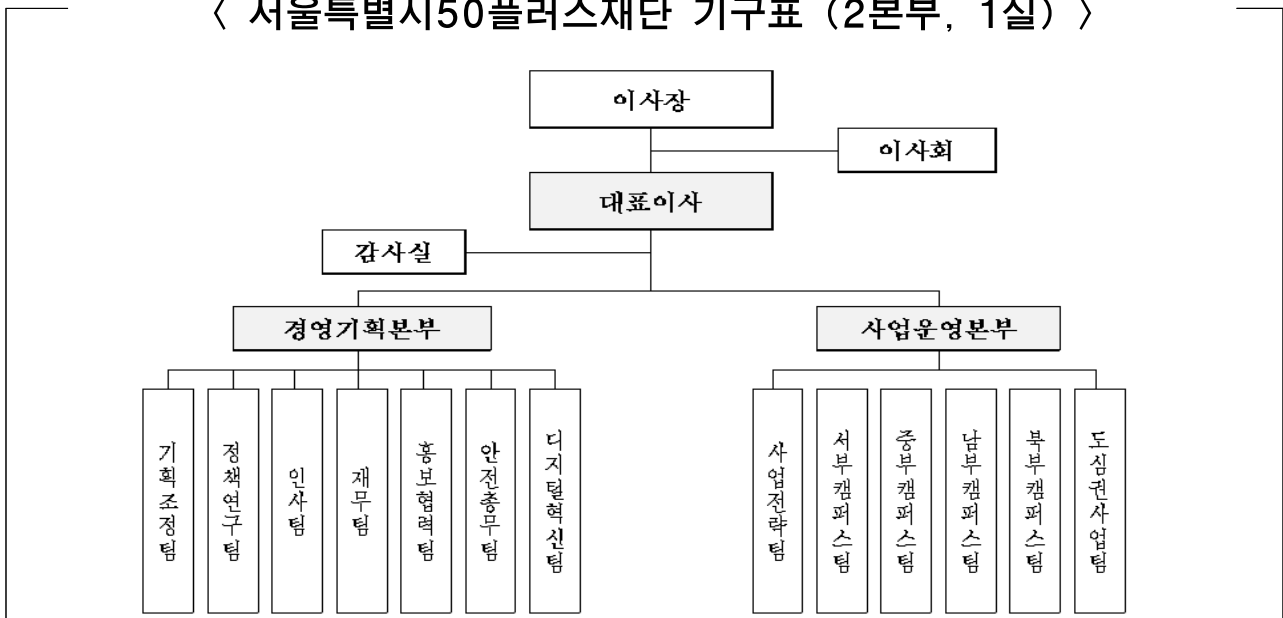 〈 서울특별시50플러스재단 기구표 (2본부, 1실) 〉
이사장
이사회
대표이사
감사실
경영기획본부
사업운영본부
기획조정팀
정책연구팀
인사팀
재무팀
홍보협력팀
안전총무팀
디지털혁신팀
사업전략팀
서부캠퍼스팀
중부캠퍼스팀
남부캠퍼스팀
북부캠퍼스팀
도심권사업팀